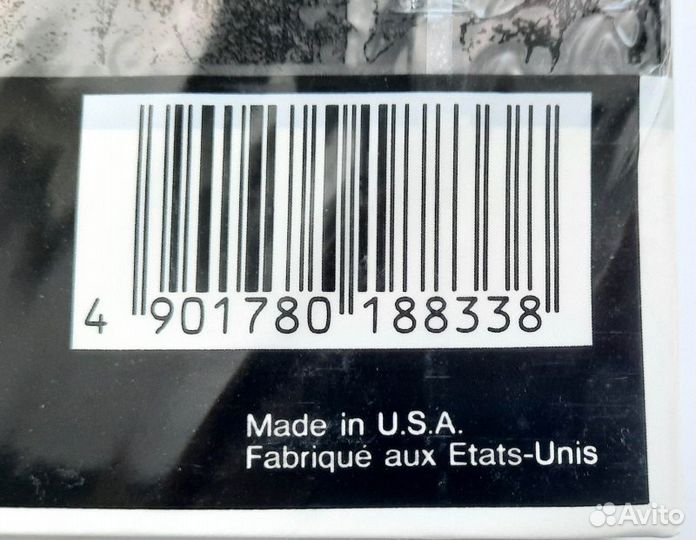 4 901780 188338
Made in U.S.A.
Fabriqué aux Etats-Unis
Avito